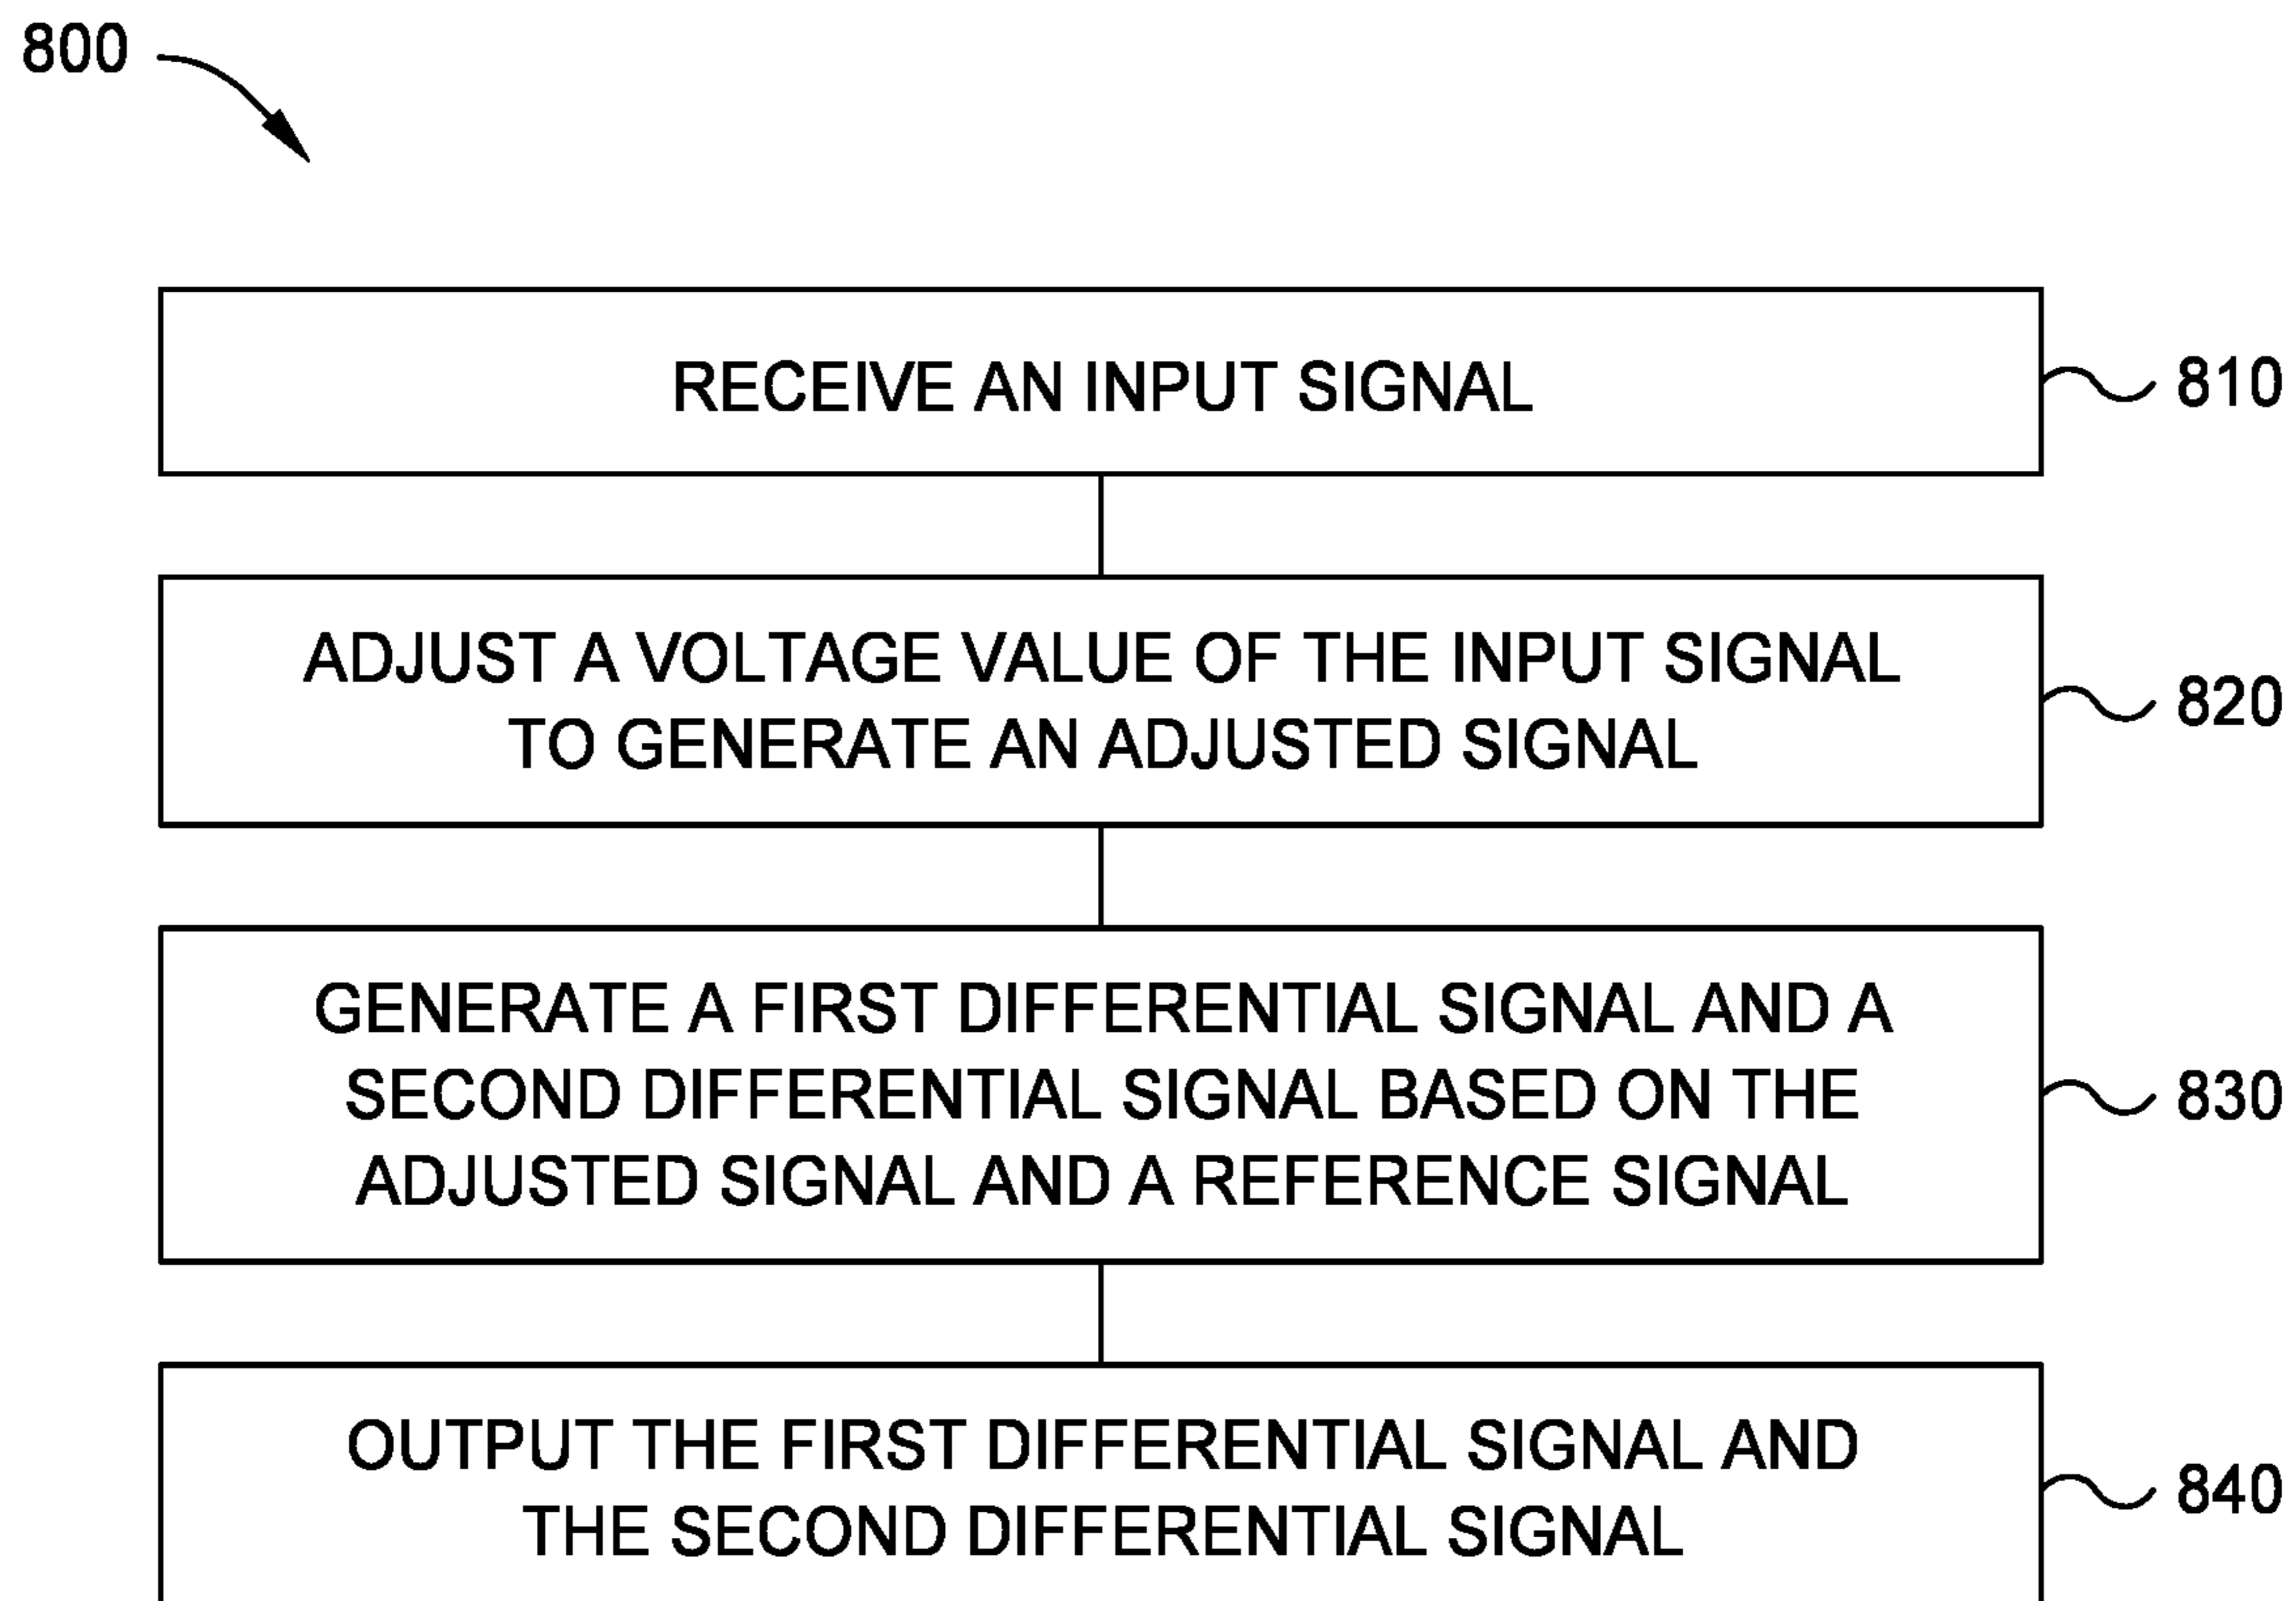 800
RECEIVE AN INPUT SIGNAL
810
ADJUST A VOLTAGE VALUE OF THE INPUT SIGNAL
TO GENERATE AN ADJUSTED SIGNAL
820
GENERATE A FIRST DIFFERENTIAL SIGNAL AND A
SECOND DIFFERENTIAL SIGNAL BASED ON THE
ADJUSTED SIGNAL AND A REFERENCE SIGNAL
830
OUTPUT THE FIRST DIFFERENTIAL SIGNAL AND
THE SECOND DIFFERENTIAL SIGNAL
840